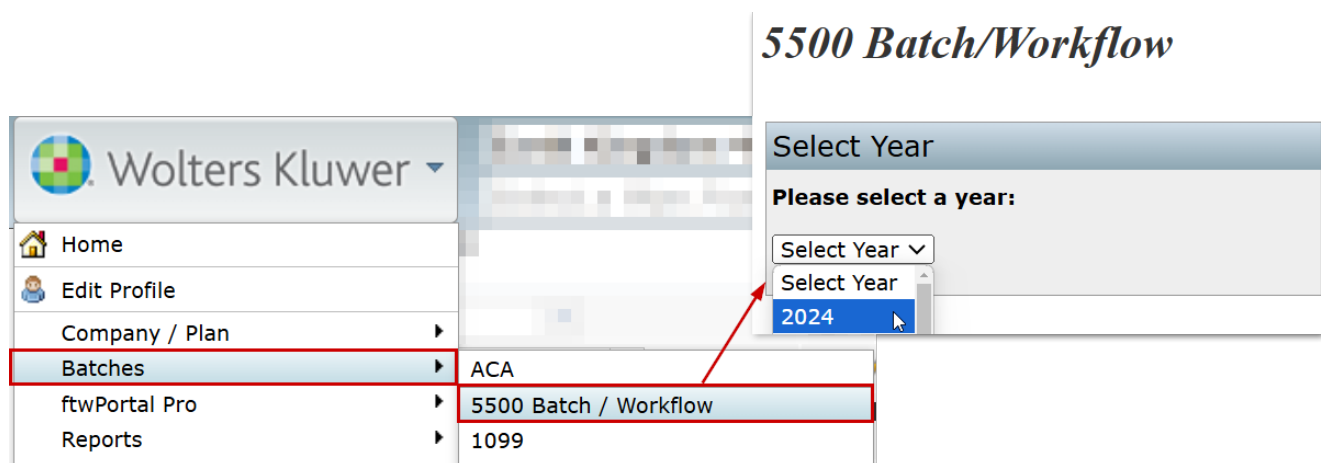 5500 Batch/Workflow
Select Year
Please select a year:
Select Year
Select Year
2024
Wolters Kluwer
Home
Edit Profile
Company / Plan
Batches
ftwPortal Pro
Reports
ACA
5500 Batch / Workflow
1099